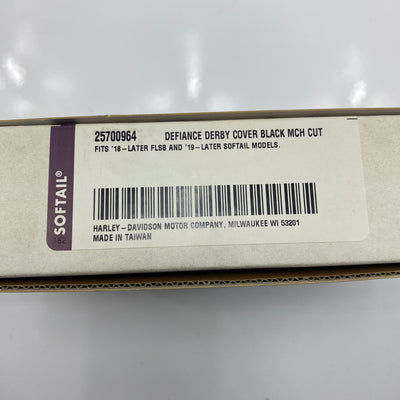 25700964 DEFIANCE DERBY COVER BLACK MCH CUT
FITS '18-LATER FLSB AND '19-LATER SOFTAIL MODELS.
HARLEY-DAVIDSON MOTOR COMPANY, MILWAUKEE WI 53201
MADE IN TAIWAN
SOFTAIL®
182